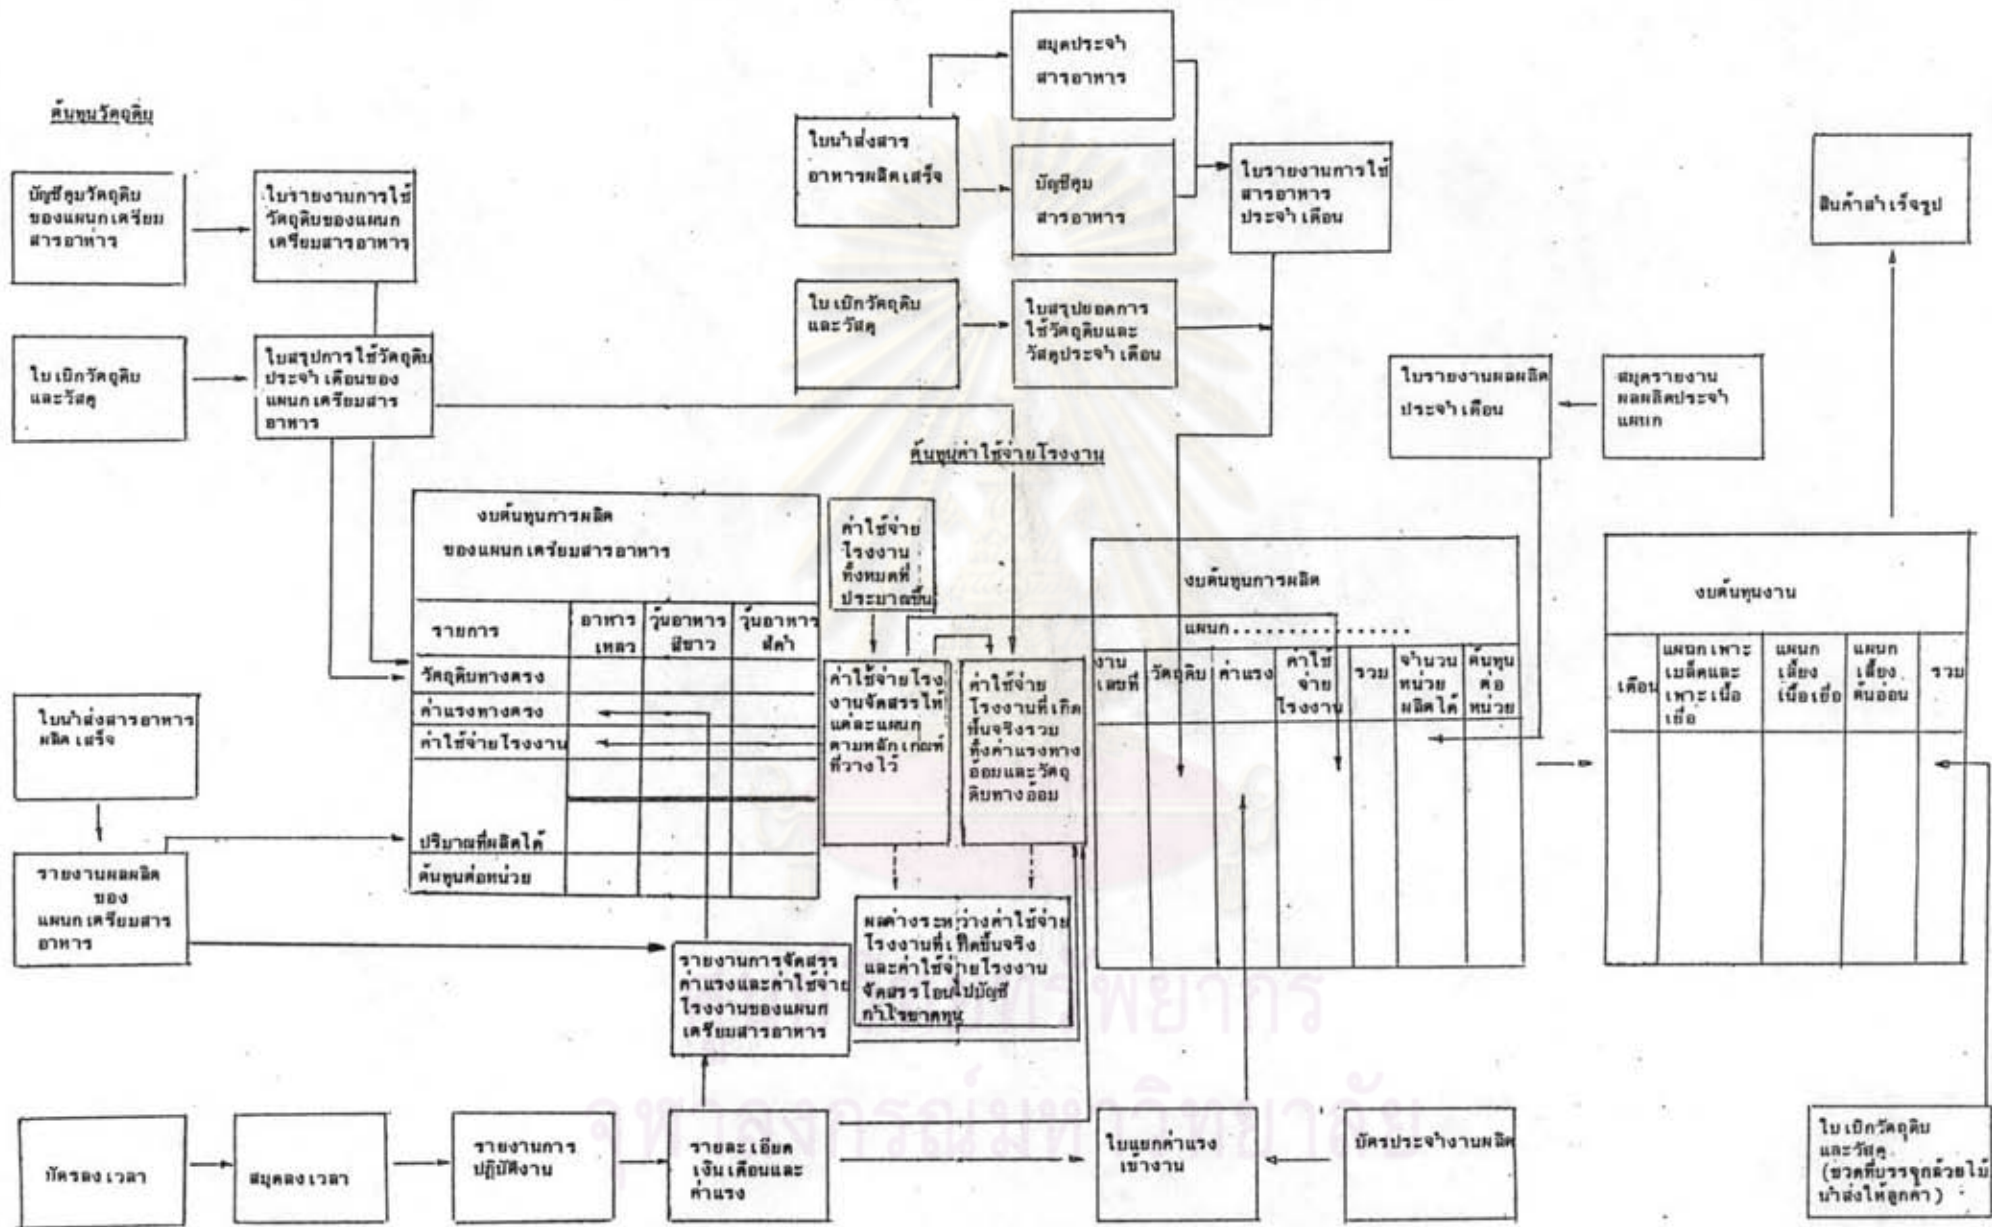 ต้นทุนวัตถุดิบ
บัญชีคุมวัตถุดิบ
ของแผนกเตรียม
สารอาหาร
ใบรายงานการใช้
วัตถุดิบของแผนก
เตรียมสารอาหาร
ใบเบิกวัตถุดิบ
และวัสดุ
ใบสรุปการใช้วัตถุดิบ
ประจำเดือนของ
แผนกเตรียมสาร
อาหาร
ใบนำส่งสาร
อาหารผลิตเสร็จ
สมุดประจำ
สารอาหาร
บัญชีคุม
สารอาหาร
ใบรายงานการใช้
สารอาหาร
ประจำเดือน
ใบเบิกวัตถุดิบ
และวัสดุ
ใบสรุปยอดการ
ใช้วัตถุดิบและ
วัสดุประจำเดือน
สินค้าสำเร็จรูป
ใบรายงานผลผลิต
ประจำเดือน
สมุดรายงาน
ผลผลิตประจำ
แผนก
ต้นทุนค่าใช้จ่ายโรงงาน
งบต้นทุนการผลิต
ของแผนกเตรียมสารอาหาร
รายการ
อาหาร
เหลว
วุ้นอาหาร
สีขาว
วุ้นอาหาร
สีดำ
วัตถุดิบทางตรง
ค่าแรงทางตรง
ค่าใช้จ่ายโรงงาน
ปริมาณที่ผลิตได้
ต้นทุนต่อหน่วย
ค่าใช้จ่าย
โรงงาน
ทั้งหมดที่
ประมาณขึ้น
ค่าใช้จ่ายโรง
งานจัดสรรให้
แต่ละแผนก
ตามหลักเกณฑ์
ที่วางไว้
ค่าใช้จ่าย
โรงงานที่เกิด
ขึ้นจริงรวม
ทั้งค่าแรงทาง
อ้อมและวัตถุ
ดิบทางอ้อม
งบต้นทุนการผลิต
แผนก................
งาน
เลขที่
วัตถุดิบ
ค่าแรง
ค่าใช้
จ่าย
โรงงาน
รวม
จำนวน
หน่วย
ผลิตได้
ต้นทุน
ต่อ
หน่วย
งบต้นทุนงาน
เดือน
แผนกเพาะ
เมล็ดและ
เพาะเนื้อ
เยื่อ
แผนก
เลี้ยง
เนื้อเยื่อ
แผนก
เลี้ยง
ต้นอ่อน
รวม
ใบนำส่งสารอาหาร
ผลิตเสร็จ
รายงานผลผลิต
ของ
แผนกเตรียมสาร
อาหาร
ผลต่างระหว่างค่าใช้จ่าย
โรงงานที่เกิดขึ้นจริง
และค่าใช้จ่ายโรงงาน
จัดสรรโอนไปบัญชี
กำไรขาดทุน
รายงานการจัดสรร
ค่าแรงและค่าใช้จ่าย
โรงงานของแผนก
เตรียมสารอาหาร
บัตรลงเวลา
สมุดลงเวลา
รายงานการ
ปฏิบัติงาน
รายละเอียด
เงินเดือนและ
ค่าแรง
ใบแยกค่าแรง
เข้างาน
บัตรประจำงานผลิต
ใบเบิกวัตถุดิบ
และวัสดุ
(ขวดที่บรรจุกล้วยไม้
นำส่งให้ลูกค้า)
จุฬาลงกรณ์มหาวิทยาลัย